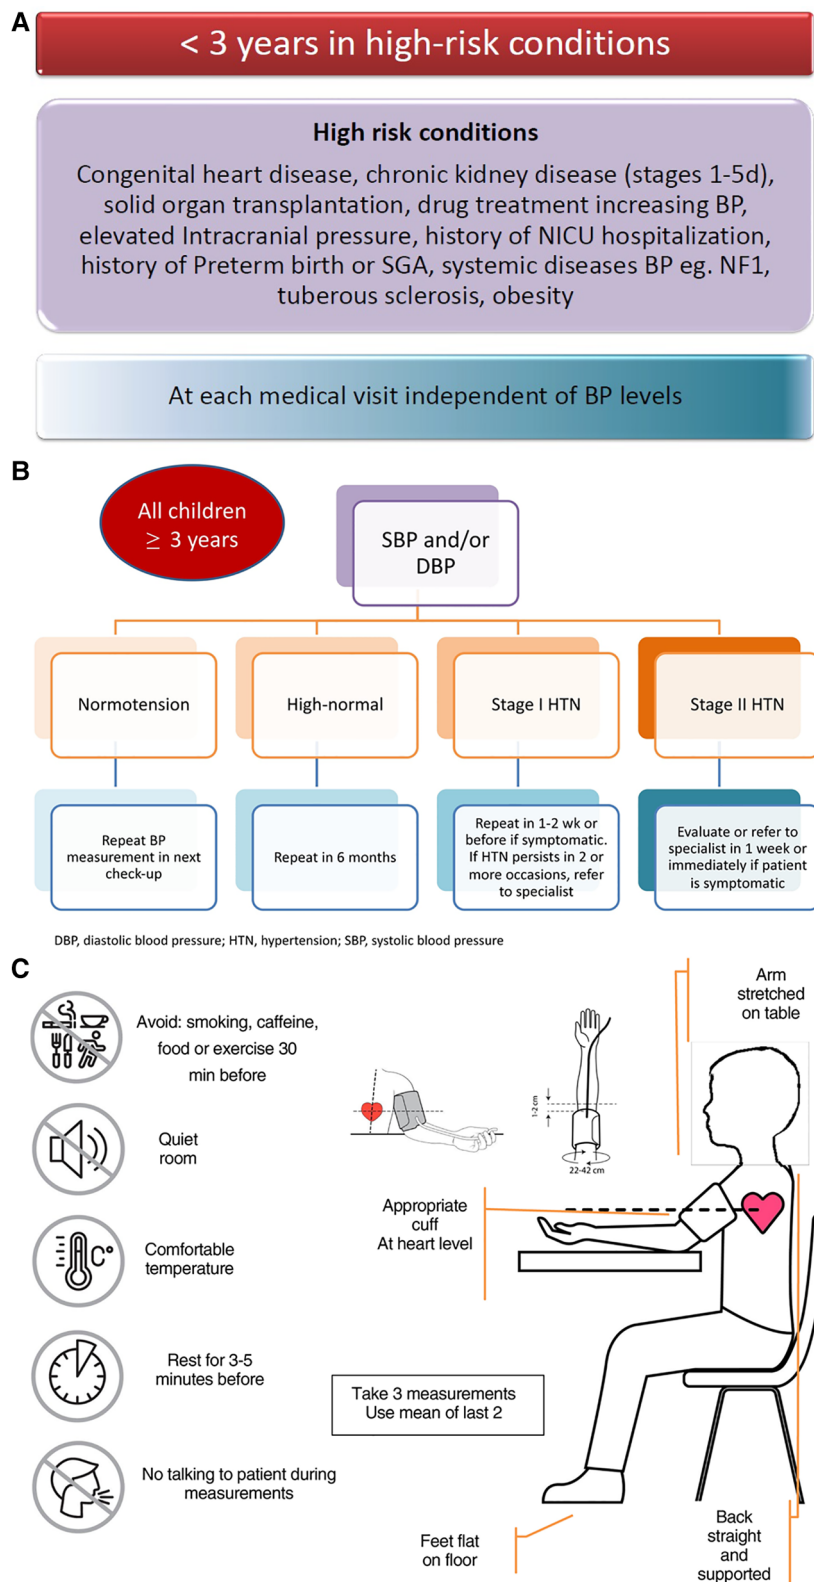 A
< 3 years in high-risk conditions
High risk conditions
Congenital heart disease, chronic kidney disease (stages 1-5d),
solid organ transplantation, drug treatment increasing BP,
elevated Intracranial pressure, history of NICU hospitalization,
history of Preterm birth or SGA, systemic diseases BP eg. NF1,
tuberous sclerosis, obesity
At each medical visit independent of BP levels
B
All children
≥ 3 years
SBP and/or
DBP
Normotension
High-normal
Stage I HTN
Stage II HTN
Repeat BP
measurement in next
check-up
Repeat in 6 months
Repeat in 1-2 wk or
before if symptomatic.
If HTN persists in 2 or
more occasions, refer
to specialist
Evaluate or refer to
specialist in 1 week or
immediately if patient
is symptomatic
DBP, diastolic blood pressure; HTN, hypertension; SBP, systolic blood pressure
C
Avoid: smoking, caffeine,
food or exercise 30
min before
Quiet
room
C°
Comfortable
temperature
Rest for 3-5
minutes before
No talking to patient during
measurements
1-2 cm
22-42 cm
Arm
stretched
on table
Appropriate
cuff
At heart level
Take 3 measurements
Use mean of last 2
Feet flat
on floor
Back
straight
and
supported